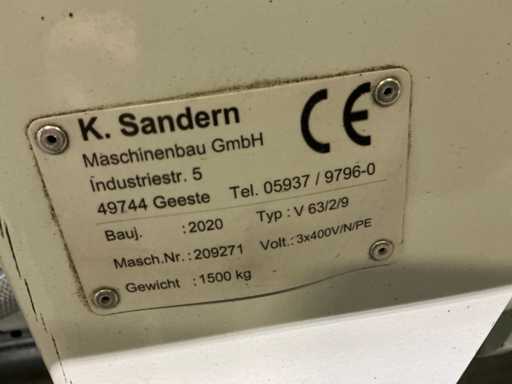 K. Sandern
CE
Maschinenbau GmbH
Industriestr. 5
49744 Geeste Tel. 05937 / 9796-0
Bauj. : 2020 Typ : V 63/2/9
Masch.Nr. : 209271 Volt.: 3x400V/N/PE
Gewicht : 1500 kg